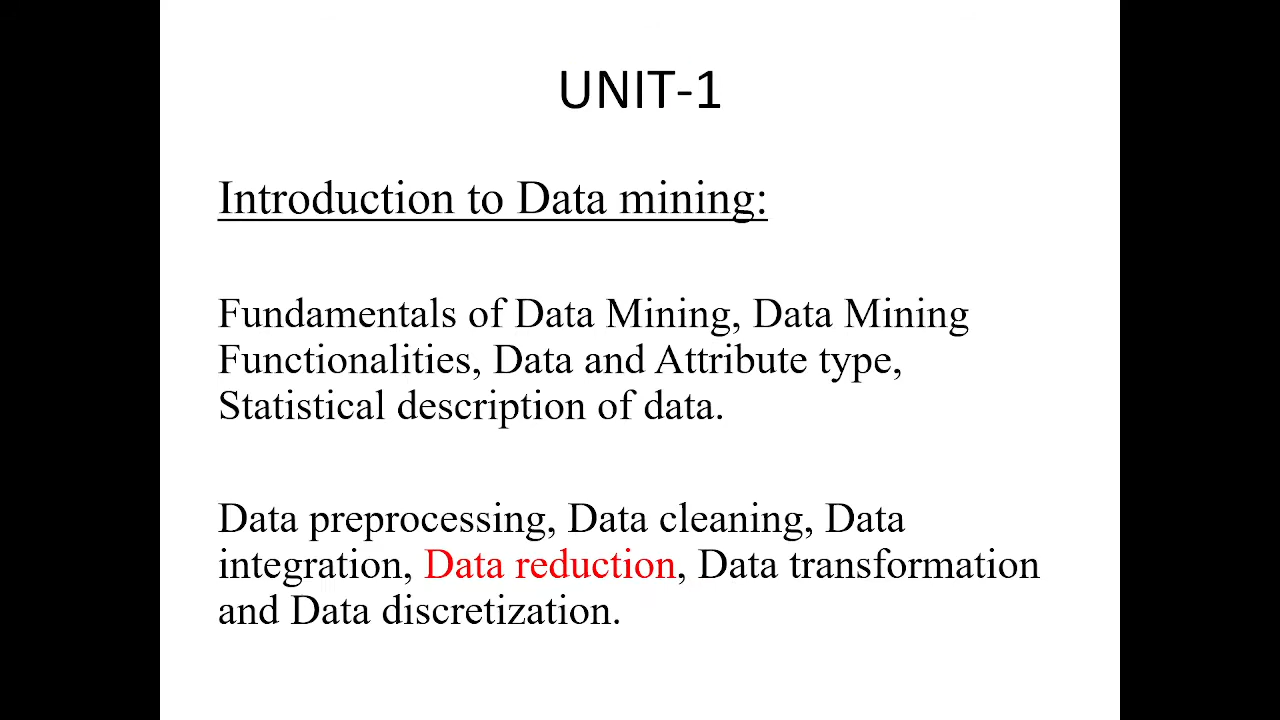 UNIT-1
Introduction to Data mining:
Fundamentals of Data Mining, Data Mining
Functionalities, Data and Attribute type,
Statistical description of data.
Data preprocessing, Data cleaning, Data
integration, Data reduction, Data transformation
and Data discretization.